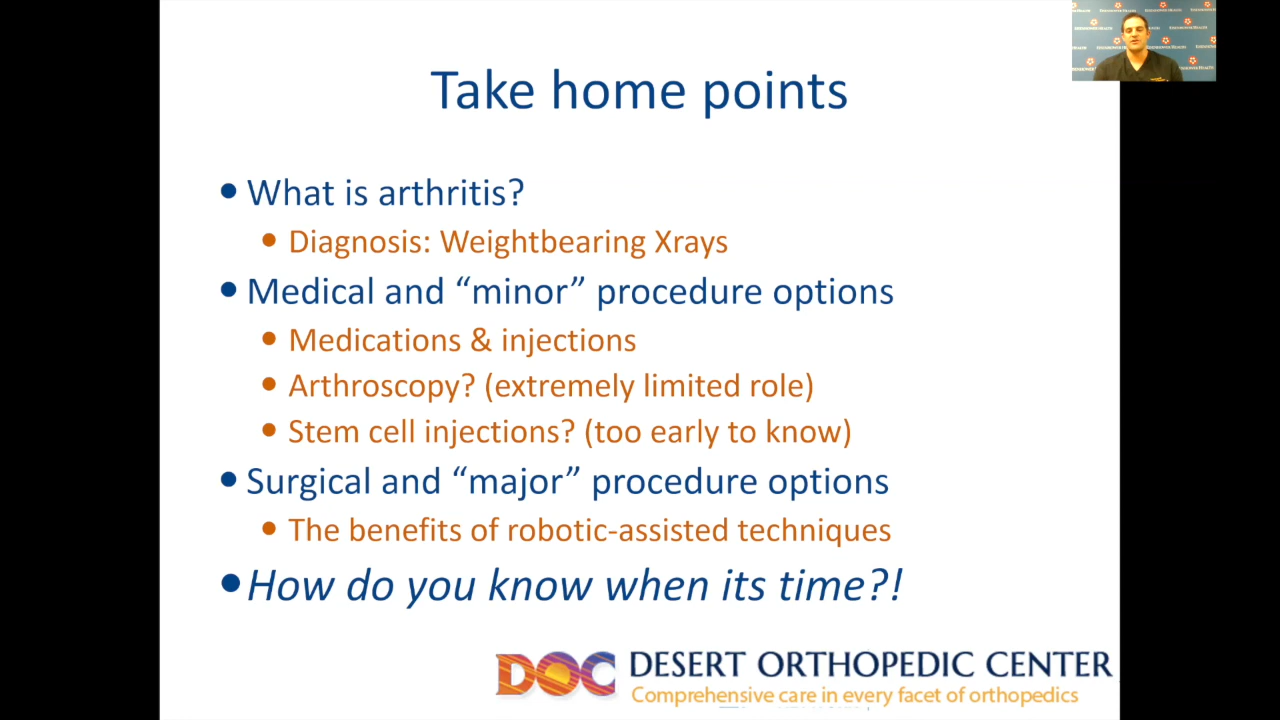 Take home points
• What is arthritis?
• Diagnosis: Weightbearing Xrays
• Medical and “minor” procedure options
• Medications & injections
• Arthroscopy? (extremely limited role)
• Stem cell injections? (too early to know)
• Surgical and “major” procedure options
• The benefits of robotic-assisted techniques
• How do you know when its time?!
DOC DESERT ORTHOPEDIC CENTER
Comprehensive care in every facet of orthopedics